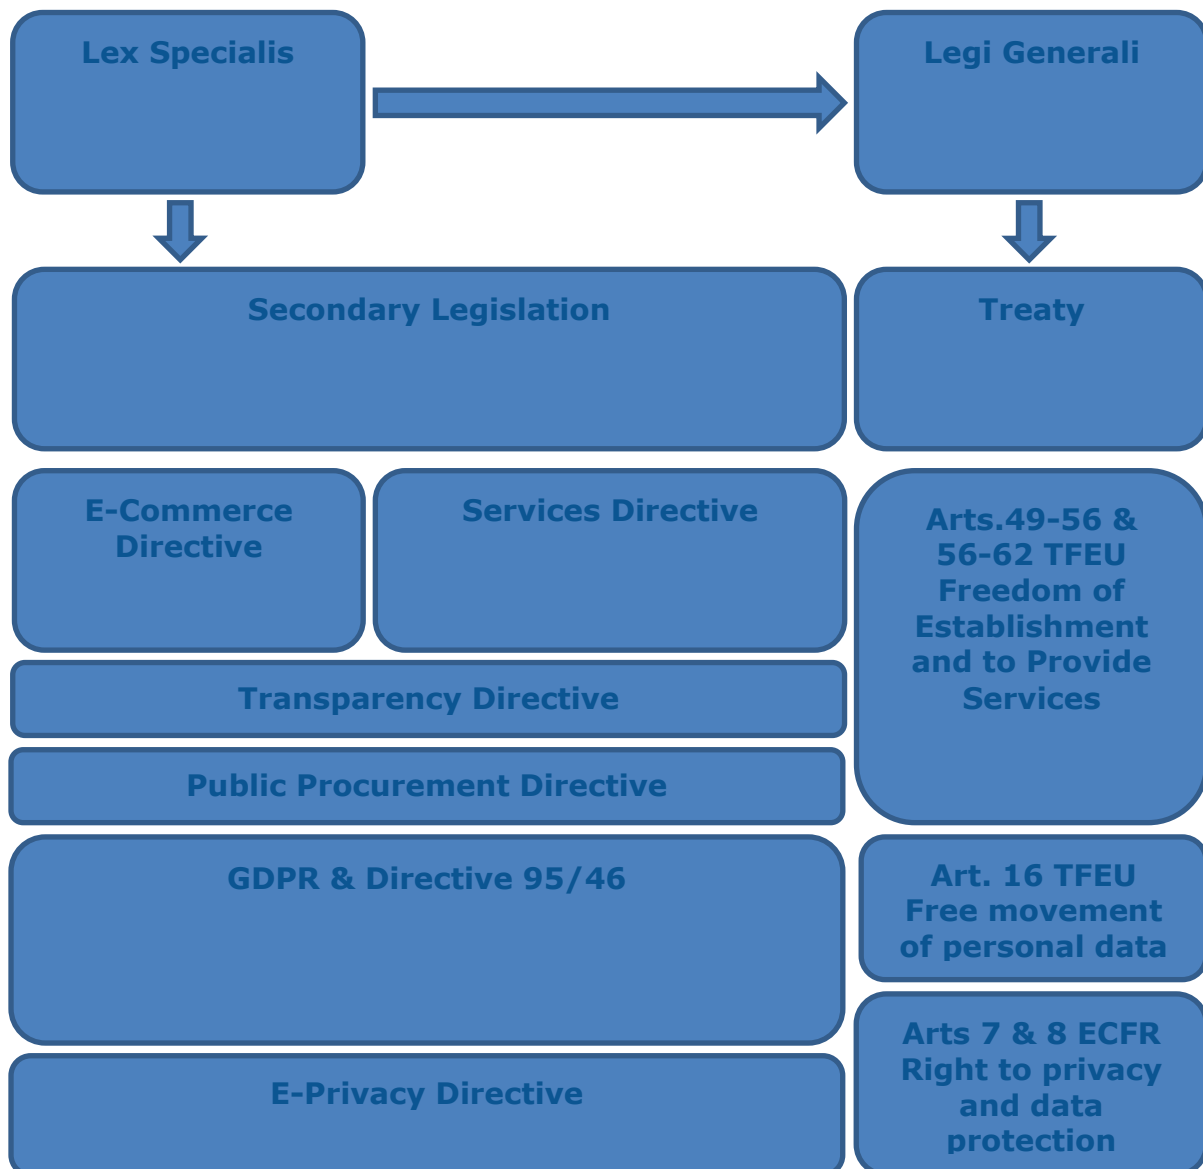 Lex Specialis
Legi Generali
Secondary Legislation
Treaty
E-Commerce
Directive
Services Directive
Arts.49-56 &
56-62 TFEU
Freedom of
Establishment
and to Provide
Services
Transparency Directive
Public Procurement Directive
GDPR & Directive 95/46
Art. 16 TFEU
Free movement
of personal data
E-Privacy Directive
Arts 7 & 8 ECFR
Right to privacy
and data
protection